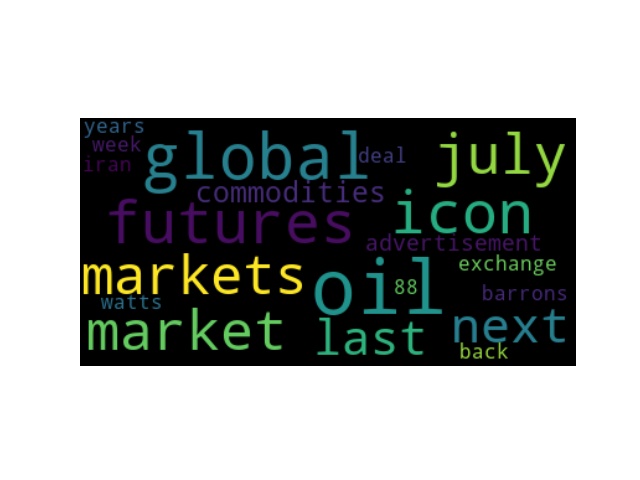 years
week
iran
global
deal
july
commodities
futures
icon
advertisement
markets
oil
88
exchange
watts
barrons
market
last
next
back